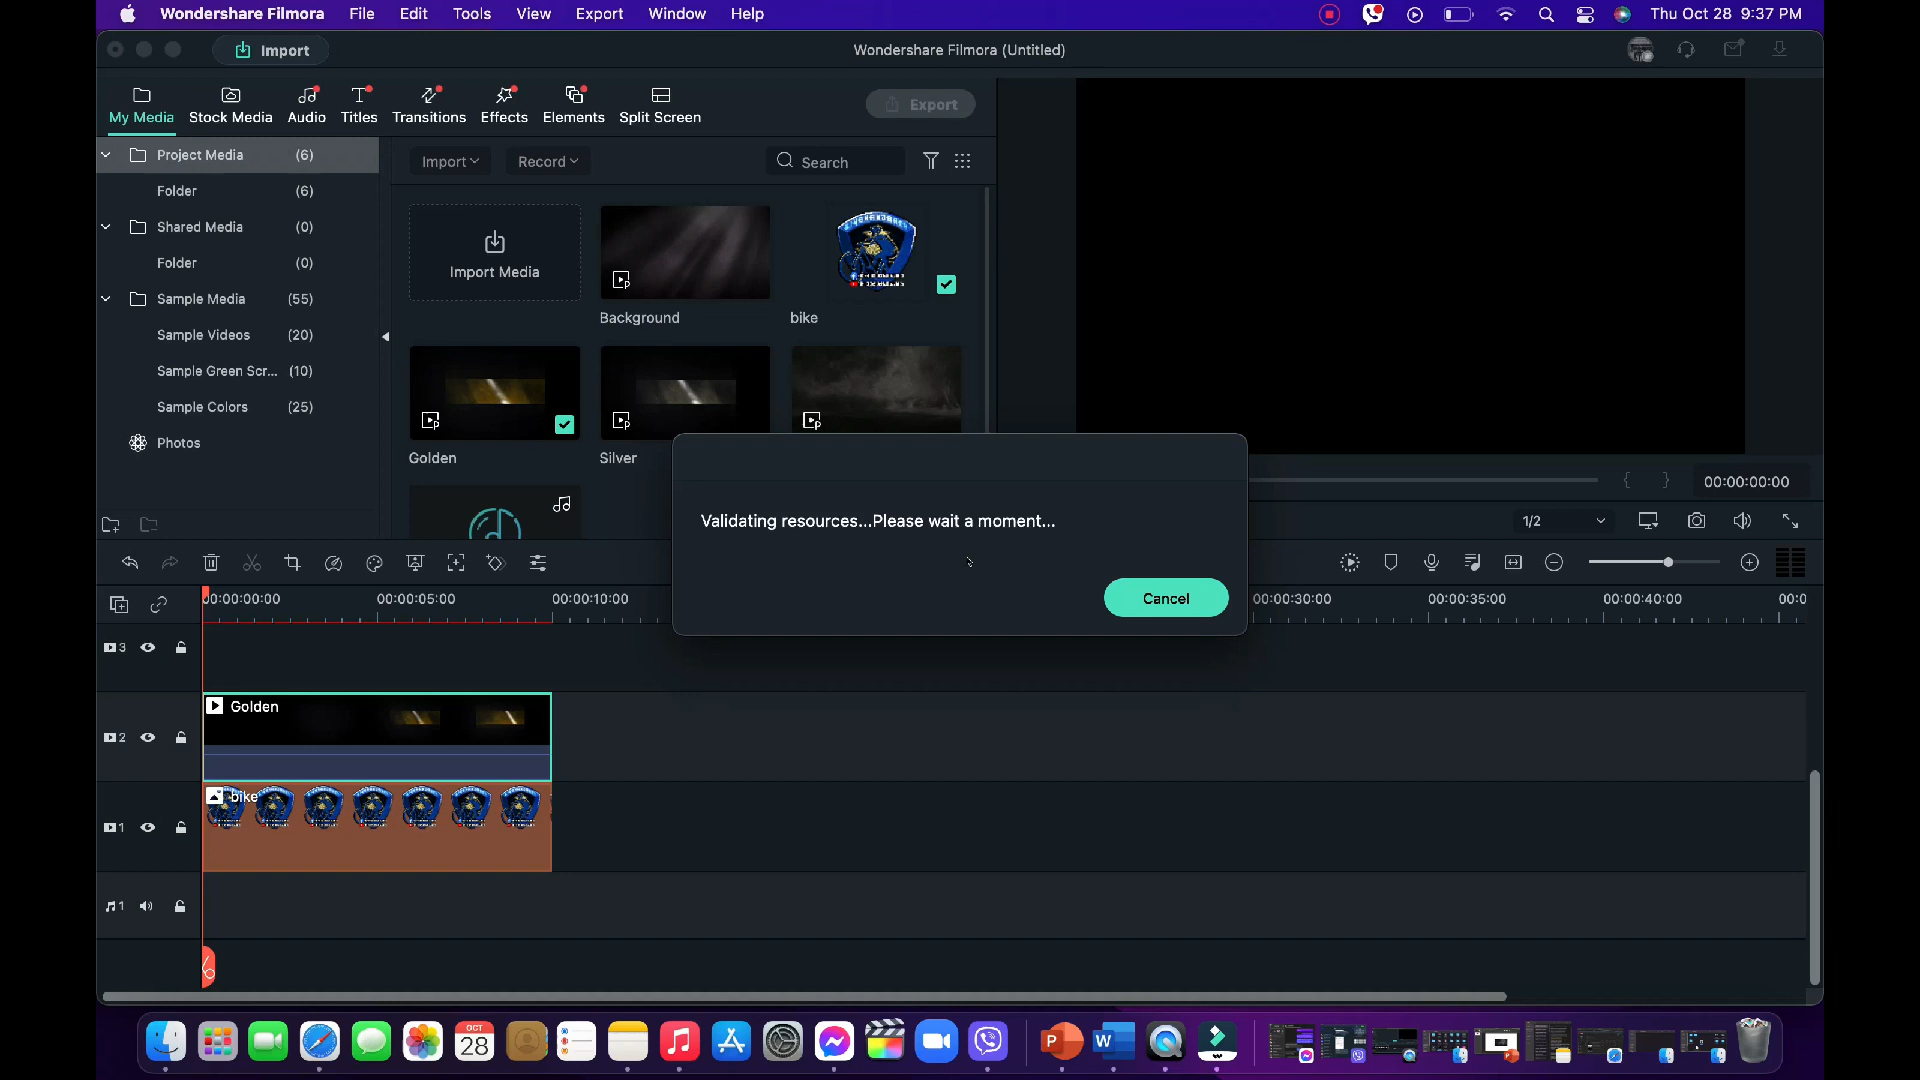 Wondershare Filmora File Edit Tools View Export Window Help Thu Oct 28 9:37 PM
Import Wondershare Filmora (Untitled)
My Media Stock Media Audio Titles Transitions Effects Elements Split Screen Export
Project Media (6)
Folder (6)
Shared Media (0)
Folder (0)
Sample Media (55)
Sample Videos (20)
Sample Green Scr... (10)
Sample Colors (25)
Photos
Import Record Search
Import Media
Background
bike
Golden
Silver
00:00:00:00
1/2
Validating resources...Please wait a moment...
Cancel
00:00:00:00 00:00:05:00 00:00:10:00 00:00:30:00 00:00:35:00 00:00:40:00 00:0
3
2
Golden
1
bike
1
OCT
28